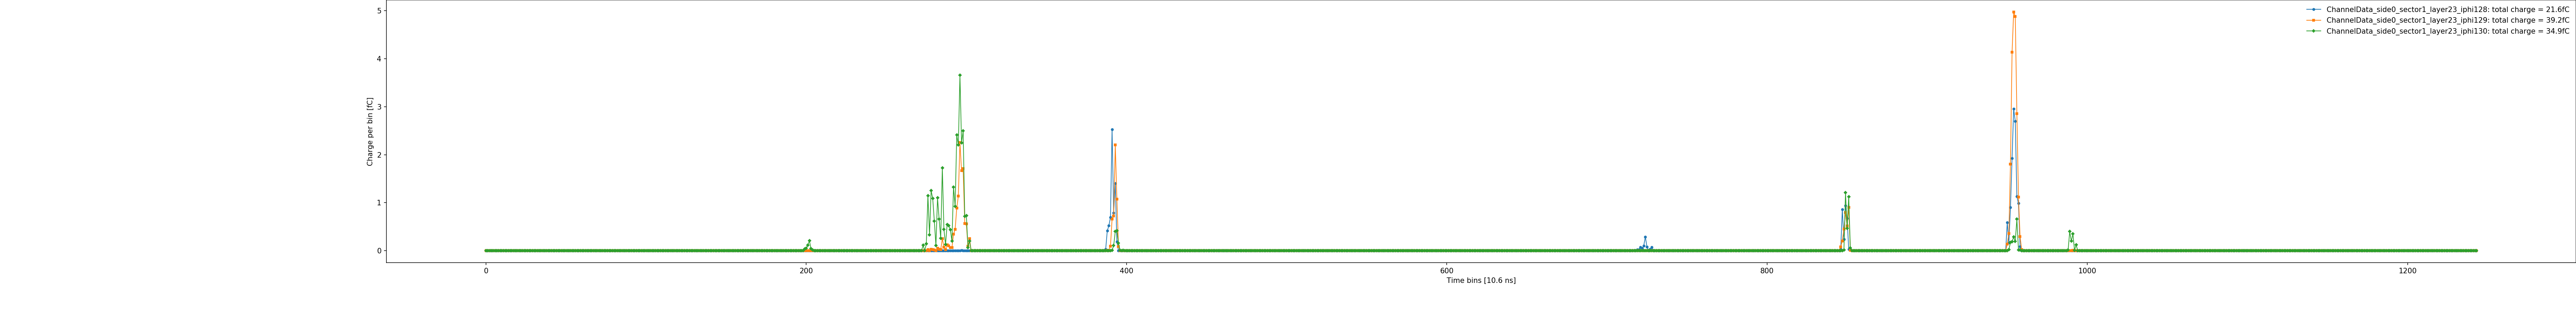 5
4
3
2
1
0
Charge per bin [fC]
ChannelData_side0_sector1_layer23_iphi128: total charge = 21.6fC
ChannelData_side0_sector1_layer23_iphi129: total charge = 39.2fC
ChannelData_side0_sector1_layer23_iphi130: total charge = 34.9fC
0 200 400 600 800 1000 1200
Time bins [10.6 ns]